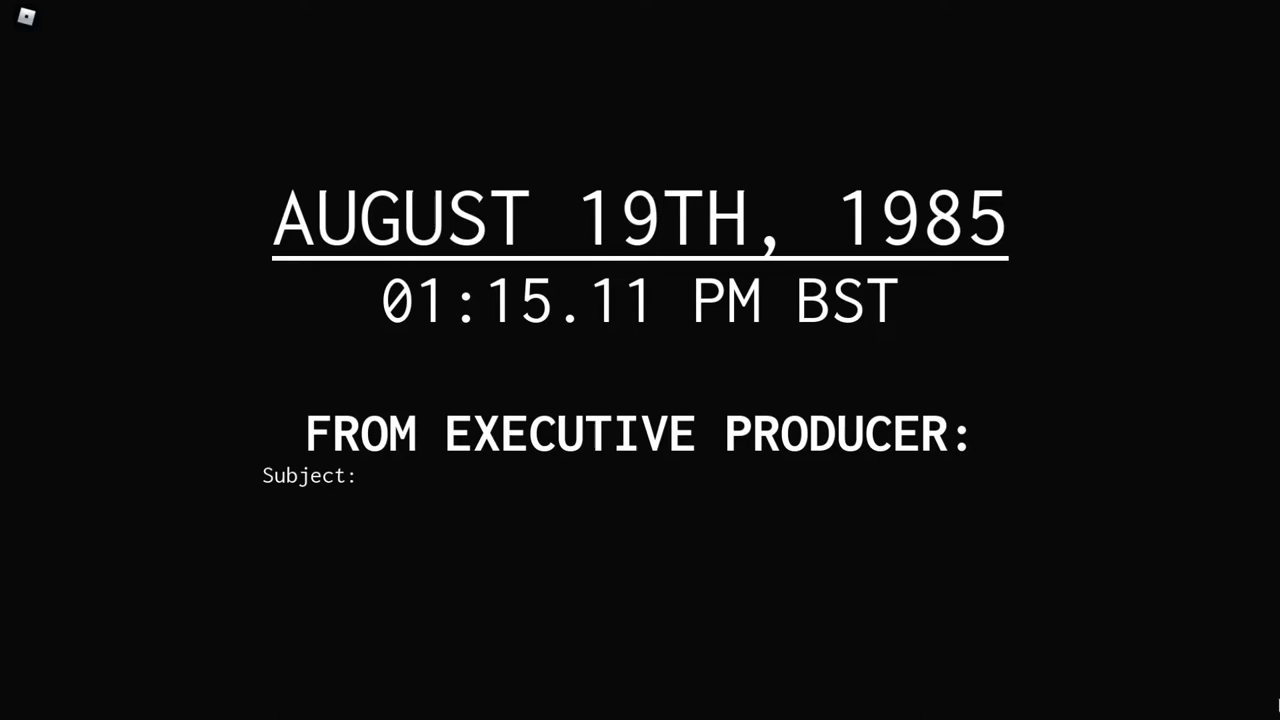 AUGUST 19TH, 1985
01:15.11 PM BST
FROM EXECUTIVE PRODUCER:
Subject: